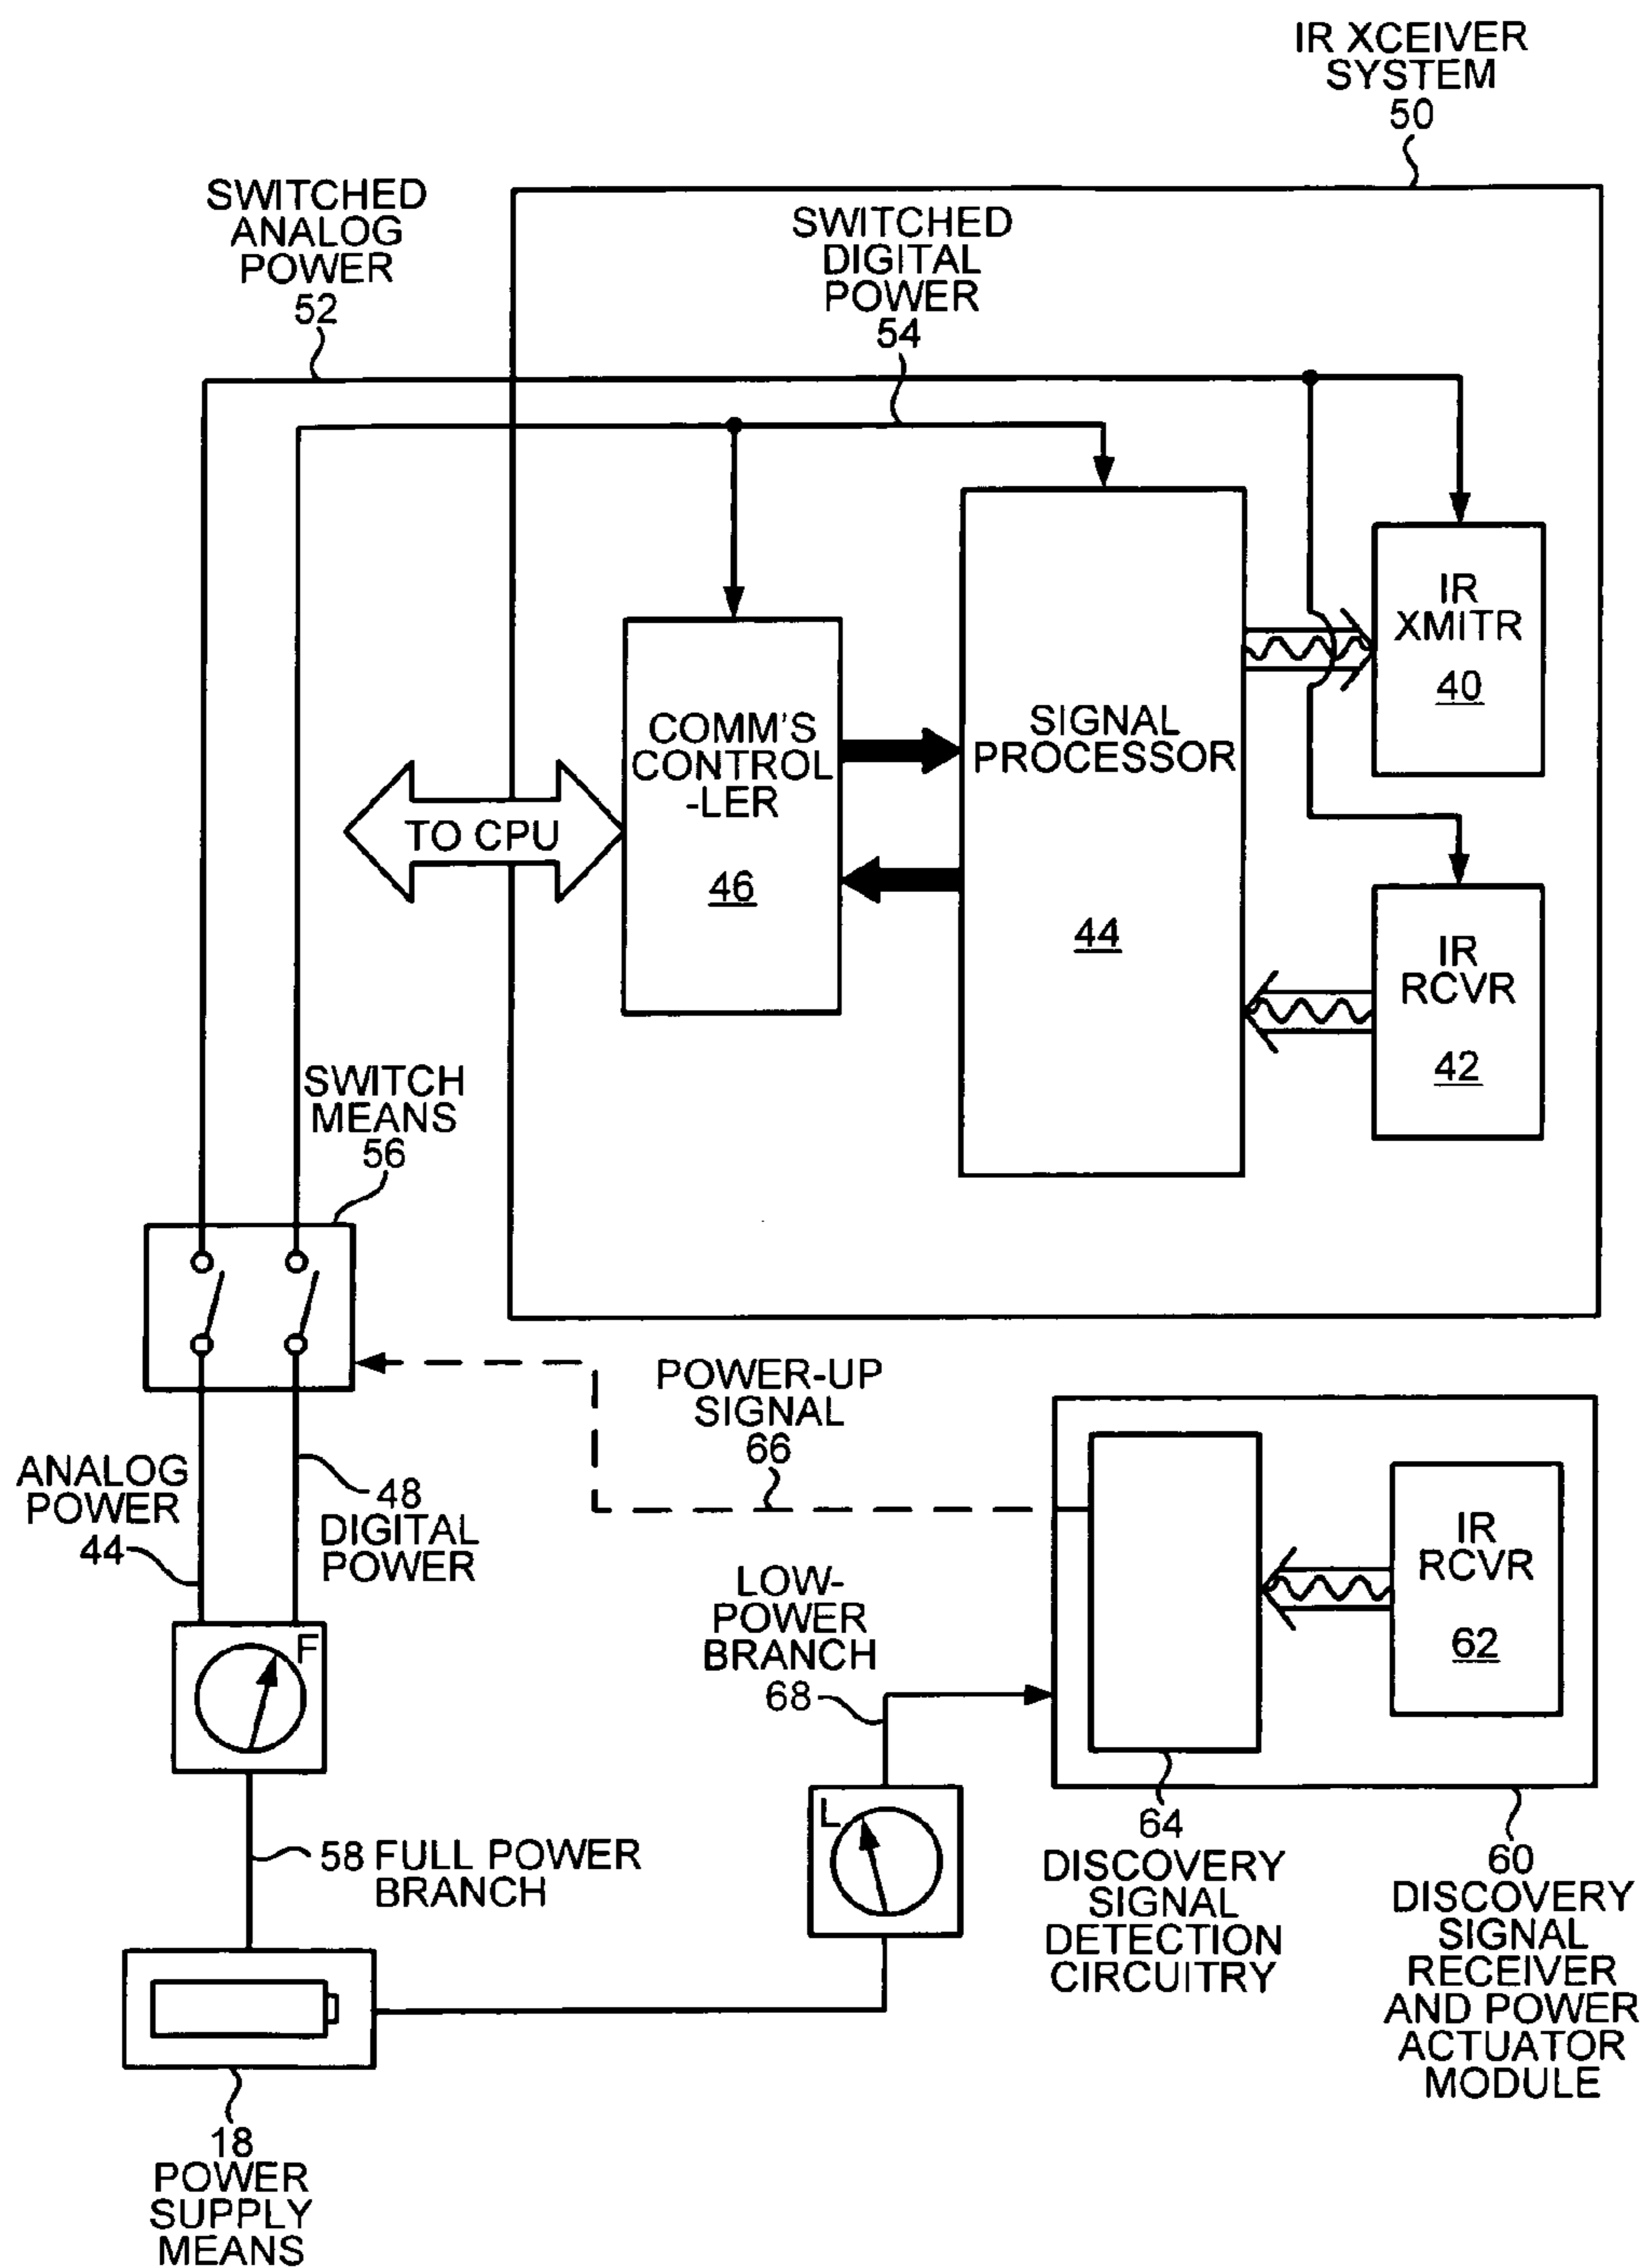 IR XCEIVER
SYSTEM
50
SWITCHED
ANALOG
POWER
52
SWITCHED
DIGITAL
POWER
54
IR
XMITR
40
COMM'S
CONTROL
-LER
46
SIGNAL
PROCESSOR
44
TO CPU
IR
RCVR
42
SWITCH
MEANS
56
POWER-UP
SIGNAL
66
ANALOG
POWER
44
48
DIGITAL
POWER
IR
RCVR
62
LOW-
POWER
BRANCH
68
F
L
58 FULL POWER
BRANCH
64
DISCOVERY
SIGNAL
DETECTION
CIRCUITRY
60
DISCOVERY
SIGNAL
RECEIVER
AND POWER
ACTUATOR
MODULE
18
POWER
SUPPLY
MEANS